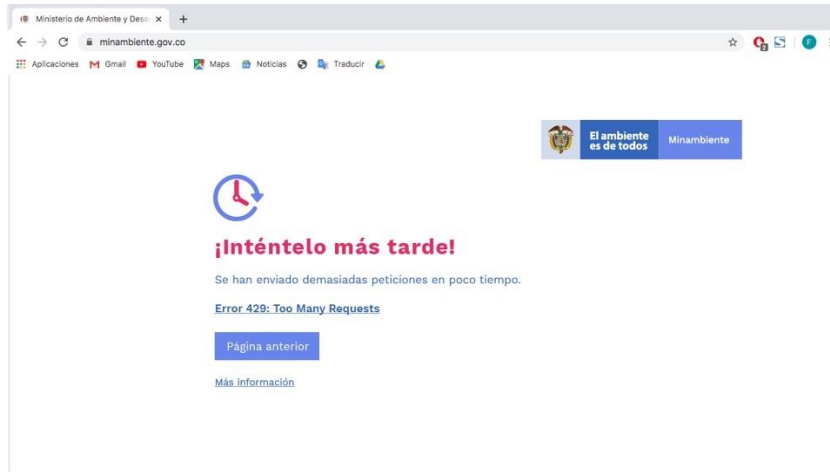 Ministerio de Ambiente y Desa
minambiente.gov.co
Aplicaciones Gmail YouTube Maps Noticias Traducir
El ambiente
es de todos
Minambiente
¡Inténtelo más tarde!
Se han enviado demasiadas peticiones en poco tiempo.
Error 429: Too Many Requests
Página anterior
Más información